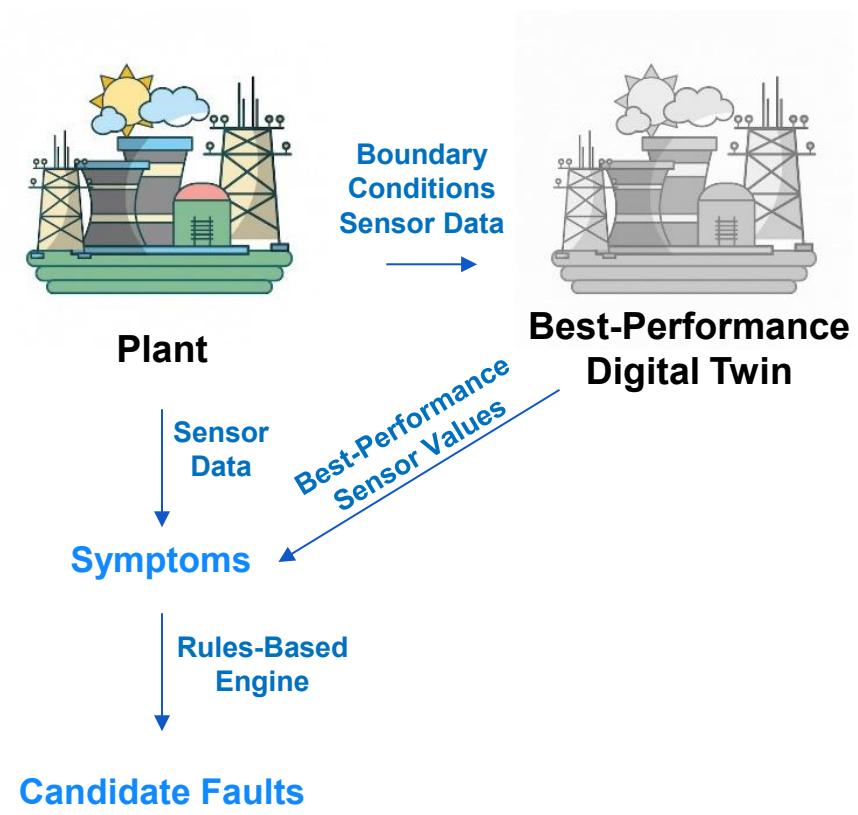 Boundary
Conditions
Sensor Data
Plant
Best-Performance
Digital Twin
Sensor
Data
Best-Performance
Sensor Values
Symptoms
Rules-Based
Engine
Candidate Faults